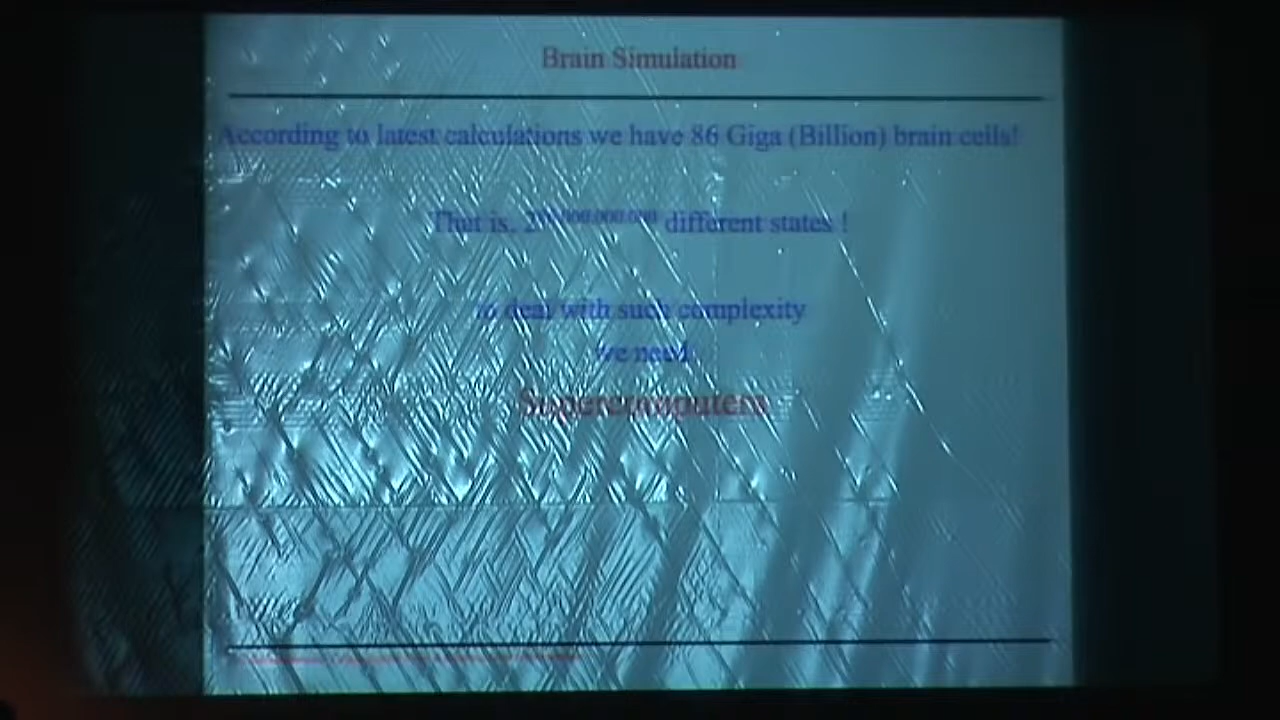 Brain Simulation
According to latest calculations we have 86 Giga (Billion) brain cells!
That is, different states !
to deal with such complexity
we need
Supercomputers